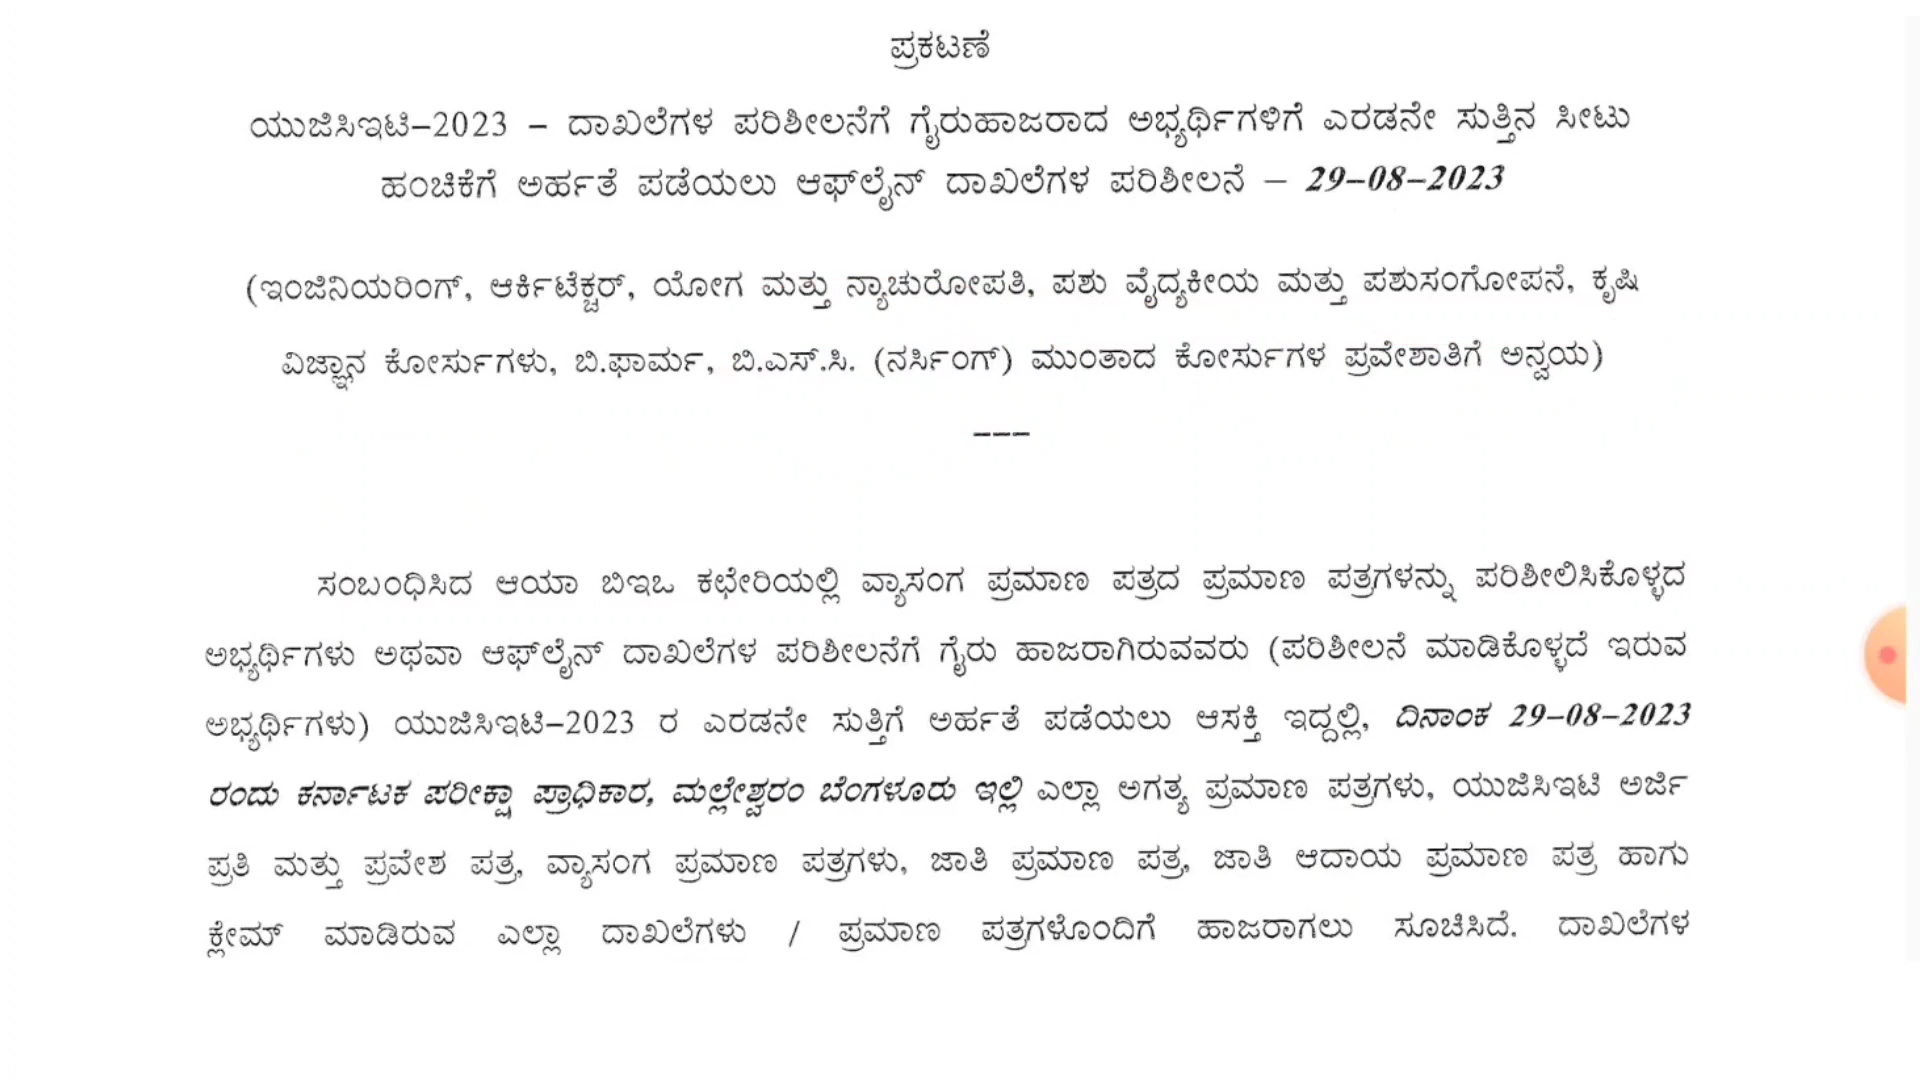 ಪ್ರಕಟಣೆ
ಯುಜಿಸಿಇಟಿ–2023 – ದಾಖಲೆಗಳ ಪರಿಶೀಲನೆಗೆ ಗೈರುಹಾಜರಾದ ಅಭ್ಯರ್ಥಿಗಳಿಗೆ ಎರಡನೇ ಸುತ್ತಿನ ಸೀಟು
ಹಂಚಿಕೆಗೆ ಅರ್ಹತೆ ಪಡೆಯಲು ಆಫ್‌ಲೈನ್ ದಾಖಲೆಗಳ ಪರಿಶೀಲನೆ – 29–08–2023
(ಇಂಜಿನಿಯರಿಂಗ್, ಆರ್ಕಿಟೆಕ್ಚರ್, ಯೋಗ ಮತ್ತು ನ್ಯಾಚುರೋಪತಿ, ಪಶು ವೈದ್ಯಕೀಯ ಮತ್ತು ಪಶುಸಂಗೋಪನೆ, ಕೃಷಿ
ವಿಜ್ಞಾನ ಕೋರ್ಸುಗಳು, ಬಿ.ಫಾರ್ಮ, ಬಿ.ಎಸ್.ಸಿ. (ನರ್ಸಿಂಗ್) ಮುಂತಾದ ಕೋರ್ಸುಗಳ ಪ್ರವೇಶಾತಿಗೆ ಅನ್ವಯ)
---
ಸಂಬಂಧಿಸಿದ ಆಯಾ ಬಿಇಒ ಕಛೇರಿಯಲ್ಲಿ ವ್ಯಾಸಂಗ ಪ್ರಮಾಣ ಪತ್ರದ ಪ್ರಮಾಣ ಪತ್ರಗಳನ್ನು ಪರಿಶೀಲಿಸಿಕೊಳ್ಳದ
ಅಭ್ಯರ್ಥಿಗಳು ಅಥವಾ ಆಫ್‌ಲೈನ್ ದಾಖಲೆಗಳ ಪರಿಶೀಲನೆಗೆ ಗೈರು ಹಾಜರಾಗಿರುವವರು (ಪರಿಶೀಲನೆ ಮಾಡಿಕೊಳ್ಳದೆ ಇರುವ
ಅಭ್ಯರ್ಥಿಗಳು) ಯುಜಿಸಿಇಟಿ–2023 ರ ಎರಡನೇ ಸುತ್ತಿಗೆ ಅರ್ಹತೆ ಪಡೆಯಲು ಆಸಕ್ತಿ ಇದ್ದಲ್ಲಿ, ದಿನಾಂಕ 29–08–2023
ರಂದು ಕರ್ನಾಟಕ ಪರೀಕ್ಷಾ ಪ್ರಾಧಿಕಾರ, ಮಲ್ಲೇಶ್ವರಂ ಬೆಂಗಳೂರು ಇಲ್ಲಿ ಎಲ್ಲಾ ಅಗತ್ಯ ಪ್ರಮಾಣ ಪತ್ರಗಳು, ಯುಜಿಸಿಇಟಿ ಅರ್ಜಿ
ಪ್ರತಿ ಮತ್ತು ಪ್ರವೇಶ ಪತ್ರ, ವ್ಯಾಸಂಗ ಪ್ರಮಾಣ ಪತ್ರಗಳು, ಜಾತಿ ಪ್ರಮಾಣ ಪತ್ರ, ಜಾತಿ ಆದಾಯ ಪ್ರಮಾಣ ಪತ್ರ ಹಾಗು
ಕ್ಲೇಮ್ ಮಾಡಿರುವ ಎಲ್ಲಾ ದಾಖಲೆಗಳು / ಪ್ರಮಾಣ ಪತ್ರಗಳೊಂದಿಗೆ ಹಾಜರಾಗಲು ಸೂಚಿಸಿದೆ. ದಾಖಲೆಗಳ